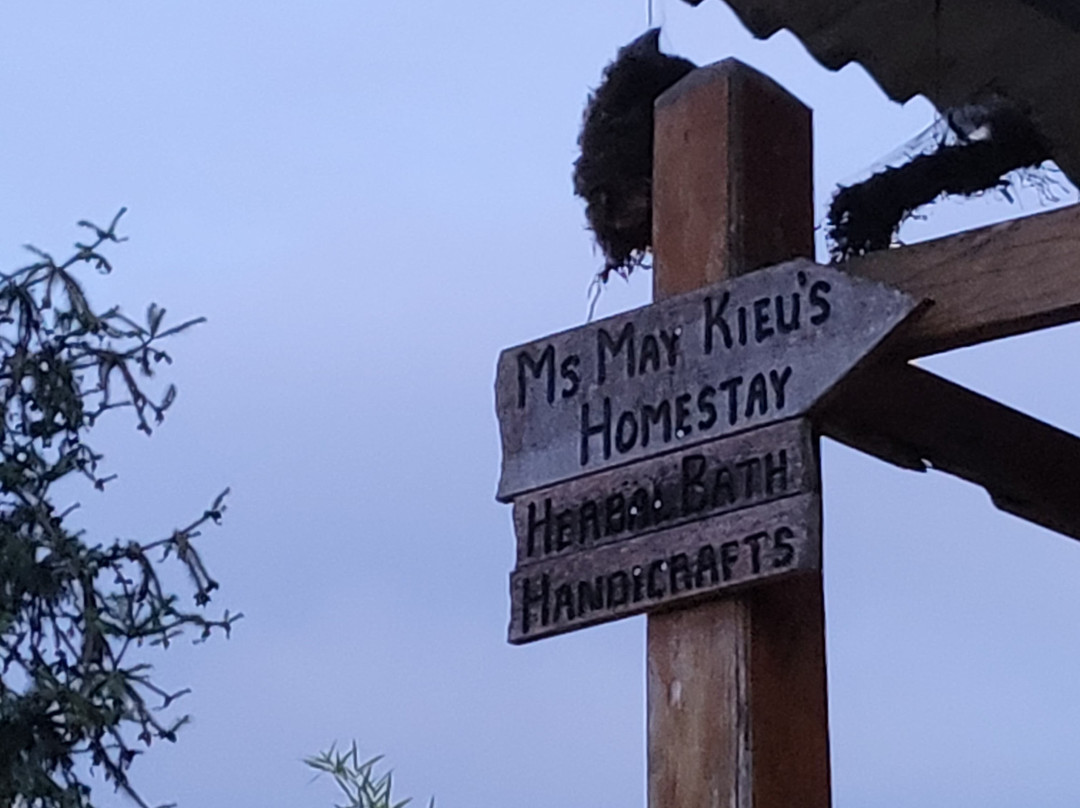 Ms May Kieu's
Homestay
Herbal Bath
Handicrafts